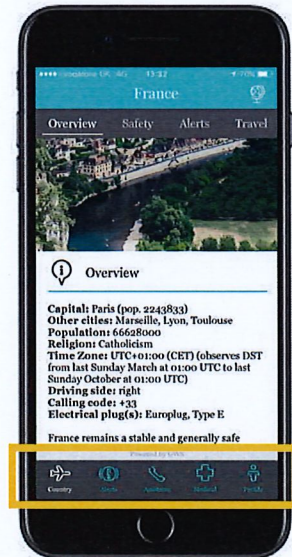 13:32
France
Overview Safety Alerts Travel
Overview
Capital: Paris (pop. 2243833)
Other cities: Marseille, Lyon, Toulouse
Population: 66628000
Religion: Catholicism
Time Zone: UTC+01:00 (CET) (observes DST
from last Sunday March at 01:00 UTC to last
Sunday October at 01:00 UTC)
Driving side: right
Calling code: +33
Electrical plug(s): Europlug, Type E
France remains a stable and generally safe
Country